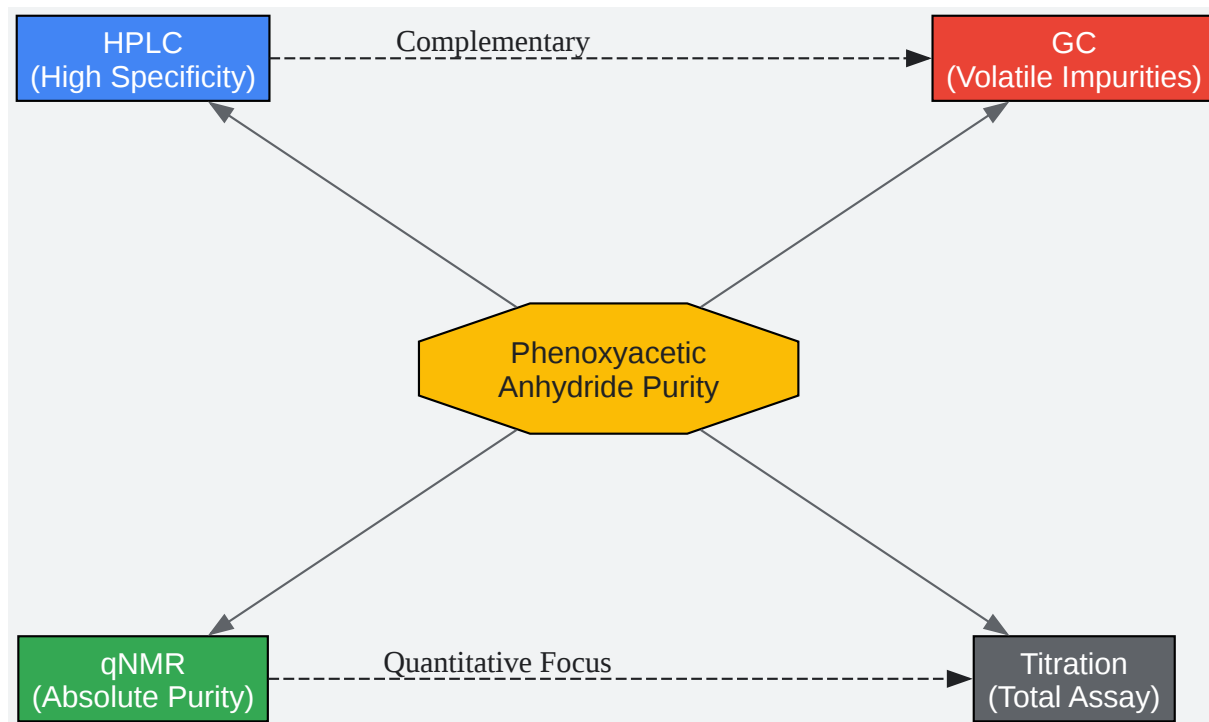 HPLC
(High Specificity)
Complementary
GC
(Volatile Impurities)
Phenoxyacetic
Anhydride Purity
qNMR
(Absolute Purity)
Quantitative Focus
Titration
(Total Assay)